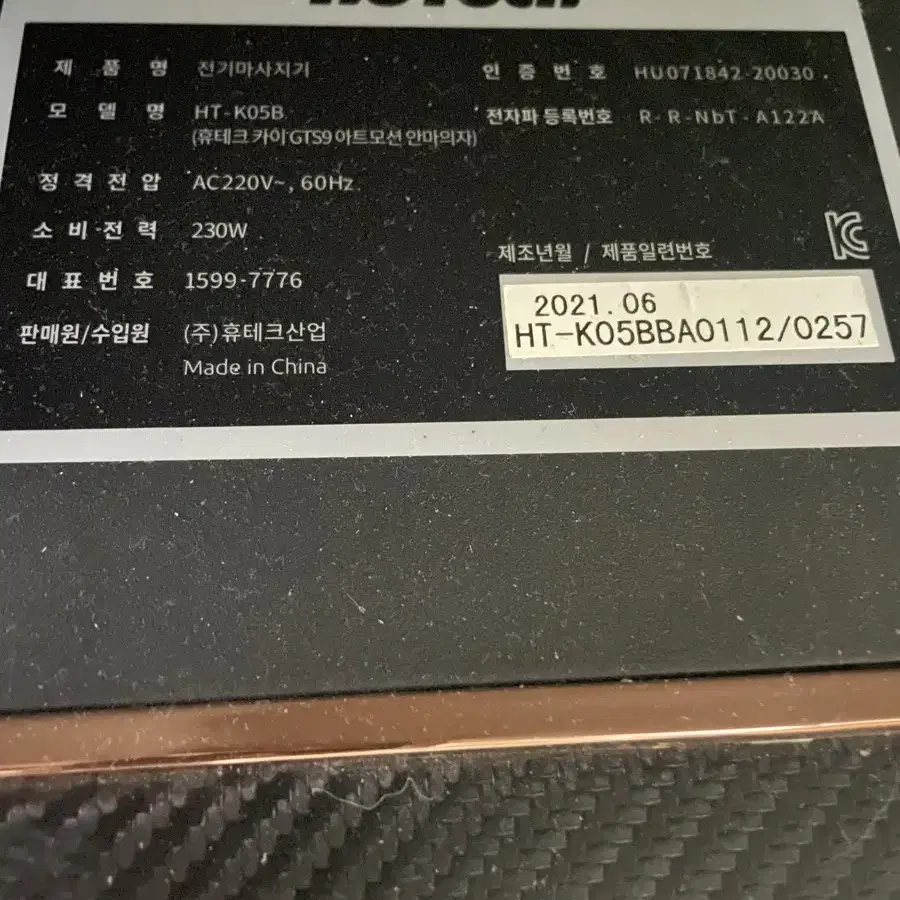 제 품 명 전기마사지기
모 델 명 HT-K05B
(휴테크 카이 GTS9 아트모션 안마의자)
정 격 전 압 AC220V~, 60Hz
소 비 전 력 230W
대 표 번 호 1599-7776
판매원/수입원 (주)휴테크산업
Made in China
인 증 번 호 HU071842-20030
전자파 등록번호 R-R-NbT-A122A
제조년월 / 제품일련번호
2021.06
HT-K05BBA0112/0257